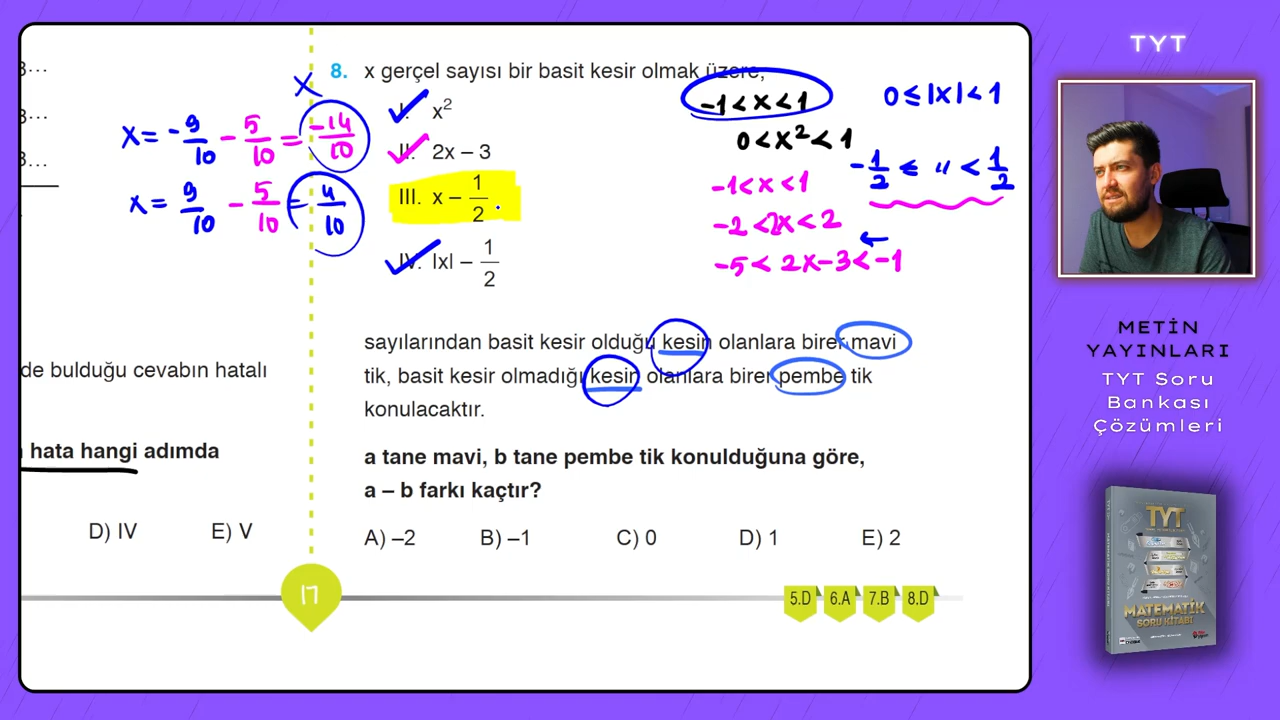 3...
3...
3...
x = -9/10 - 5/10 = -14/10
x = 9/10 - 5/10 = 4/10
x
de bulduğu cevabın hatalı
hata hangi adımda
D) IV E) V
17
8. x gerçel sayısı bir basit kesir olmak üzere,
I. x²
II. 2x – 3
III. x – 1/2
IV. |x| – 1/2
-1 < x < 1
0 < x² < 1
-1 < x < 1
-2 < 2x < 2
-5 < 2x - 3 < -1
0 ≤ |x| < 1
-1/2 ≤ " < 1/2
sayılarından basit kesir olduğu kesin olanlara birer mavi
tik, basit kesir olmadığı kesin olanlara birer pembe tik
konulacaktır.
a tane mavi, b tane pembe tik konulduğuna göre,
a – b farkı kaçtır?
A) –2 B) –1 C) 0 D) 1 E) 2
5.D 6.A 7.B 8.D
TYT
METİN
YAYINLARI
TYT Soru
Bankası
Çözümleri
TYT
MATEMATİK
SORU KİTABI